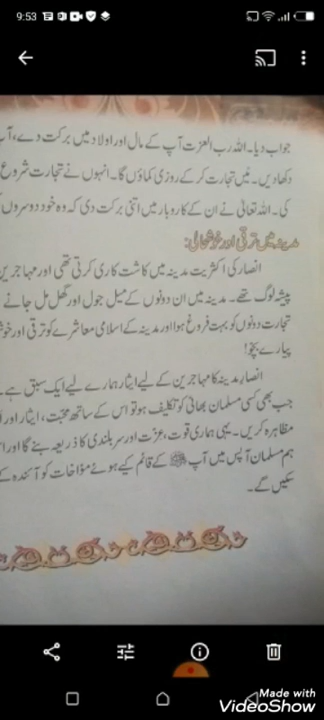 9:53
جواب دیا۔ اللہ رب العزت آپ کے مال اور اولاد میں برکت دے، آپ
دکھا دیں۔ میں تجارت کر کے روزی کماؤں گا۔ انہوں نے تجارت شروع
کی۔ اللہ تعالیٰ نے ان کے کاروبار میں اتنی برکت دی کہ وہ خود دوسروں
مدینہ میں ترقی اور خوشحالی:
انصار کی اکثریت مدینہ میں کاشت کاری کرتی تھی اور مہاجرین
پیشہ لوگ تھے۔ مدینہ میں ان دونوں کے میل جول اور گھل مل جانے
تجارت دونوں کو بہت فروغ ہوا اور مدینہ کے اسلامی معاشرے کو ترقی اور خو
پیارے بچو!
انصارِ مدینہ کا مہاجرین کے لیے ایثار ہمارے لیے ایک سبق ہے۔
جب بھی کسی مسلمان بھائی کو تکلیف ہو تو اس کے ساتھ محبت، ایثار اور
مظاہرہ کریں۔ یہی ہماری قوت، عزت اور سربلندی کا ذریعہ بنے گا اور
ہم مسلمان آپس میں آپ ﷺ کے قائم کیے ہوئے مؤاخات کو آئندہ کے
سکیں گے۔
Made with
VideoShow